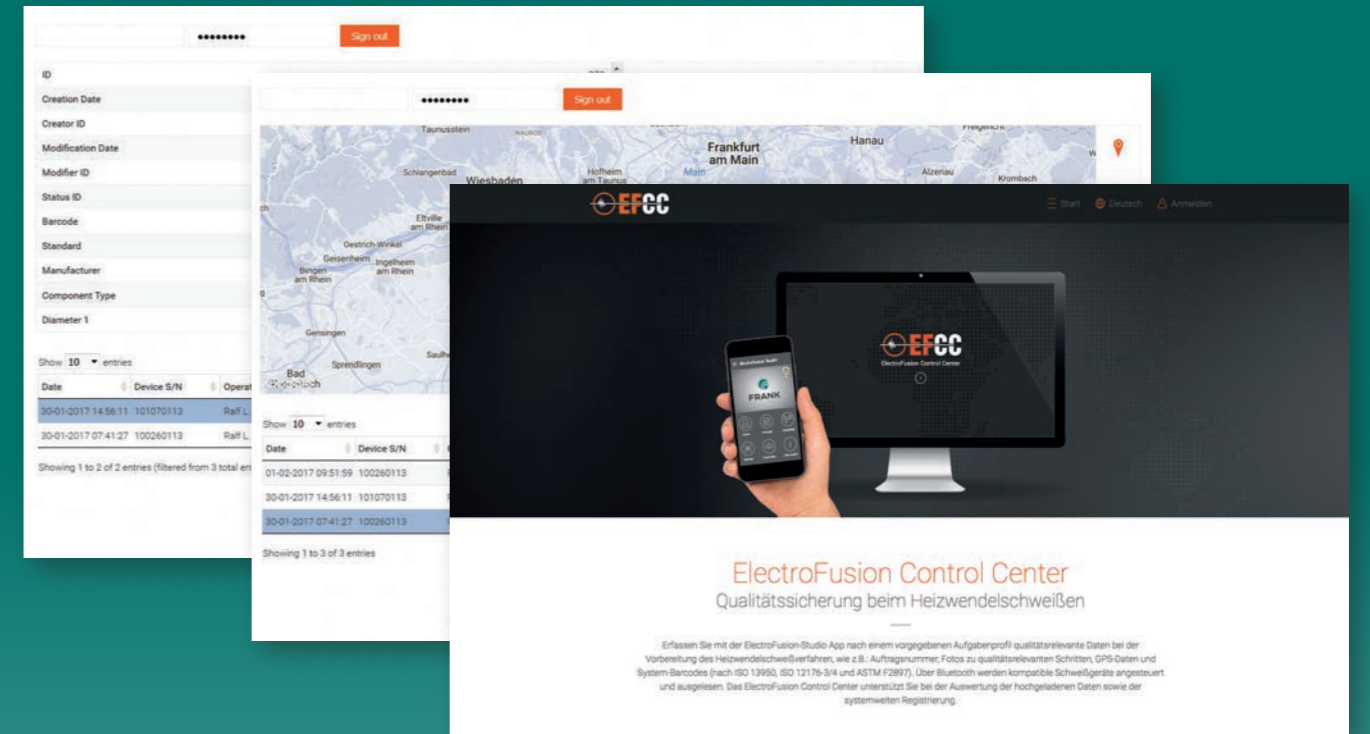 •••••••• Sign out
ID
Creation Date
Creator ID
Modification Date
Modifier ID
Status ID
Barcode
Standard
Manufacturer
Component Type
Diameter 1
Show 10 entries
Date Device S/N
30-01-2017 14:56:11 101070113 Ralf L.
30-01-2017 07:41:27 100260113 Ralf L.
Showing 1 to 2 of 2 entries (filtered from 3 total
•••••••• Sign out
Taunusstein
Frankfurt
am Main
Hanau
Schlangenbad
Wiesbaden
Hofheim
am Taunus
Main
Alzenau
Krombach
Eltville
am Rhein
Oestrich-Winkel
Geisenheim
Ingelheim
am Rhein
Bingen
am Rhein
Gensingen
Sprendlingen
Bad
Show 10 entries
Date Device S/N
01-02-2017 09:51:59 100260113
30-01-2017 14:56:11 101070113
30-01-2017 07:41:27 100260113
Showing 1 to 3 of 3 entries
EFCC
Start Deutsch Anmelden
FRANK
EFCC
ElectroFusion Control Center
ElectroFusion Control Center
Qualitätssicherung beim Heizwendelschweißen
Erfassen Sie mit der ElectroFusion-Studio App nach einem vorgegebenen Aufgabenprofil qualitätsrelevante Daten bei der
Vorbereitung des Heizwendelschweißverfahren, wie z.B.: Auftragsnummer, Fotos zu qualitätsrelevanten Schritten, GPS-Daten und
System-Barcodes (nach ISO 13950, ISO 12176-3/4 und ASTM F2897). Über Bluetooth werden kompatible Schweißgeräte angesteuert
und ausgelesen. Das ElectroFusion Control Center unterstützt Sie bei der Auswertung der hochgeladenen Daten sowie der
systemweiten Registrierung.